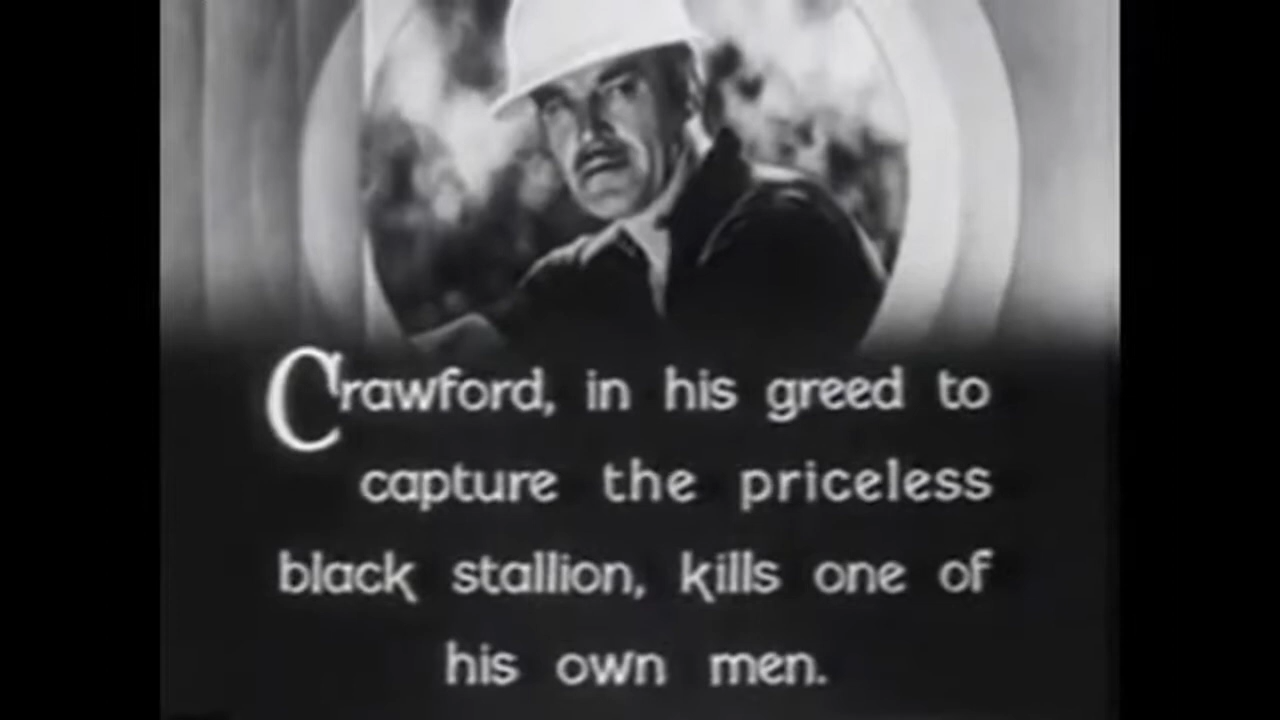 Crawford, in his greed to
capture the priceless
black stallion, kills one of
his own men.